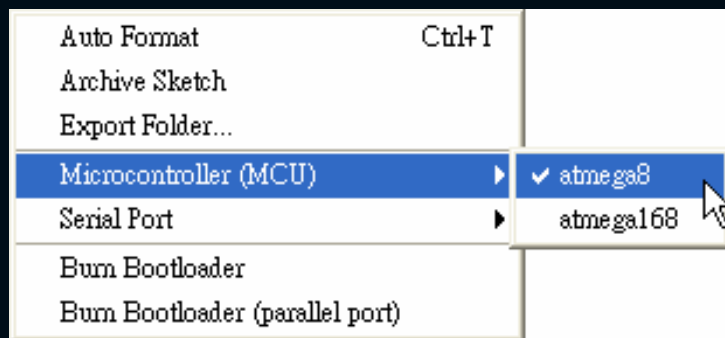 Auto Format Ctrl+T
Archive Sketch
Export Folder...
Microcontroller (MCU)
atmega8
Serial Port
atmega168
Burn Bootloader
Burn Bootloader (parallel port)